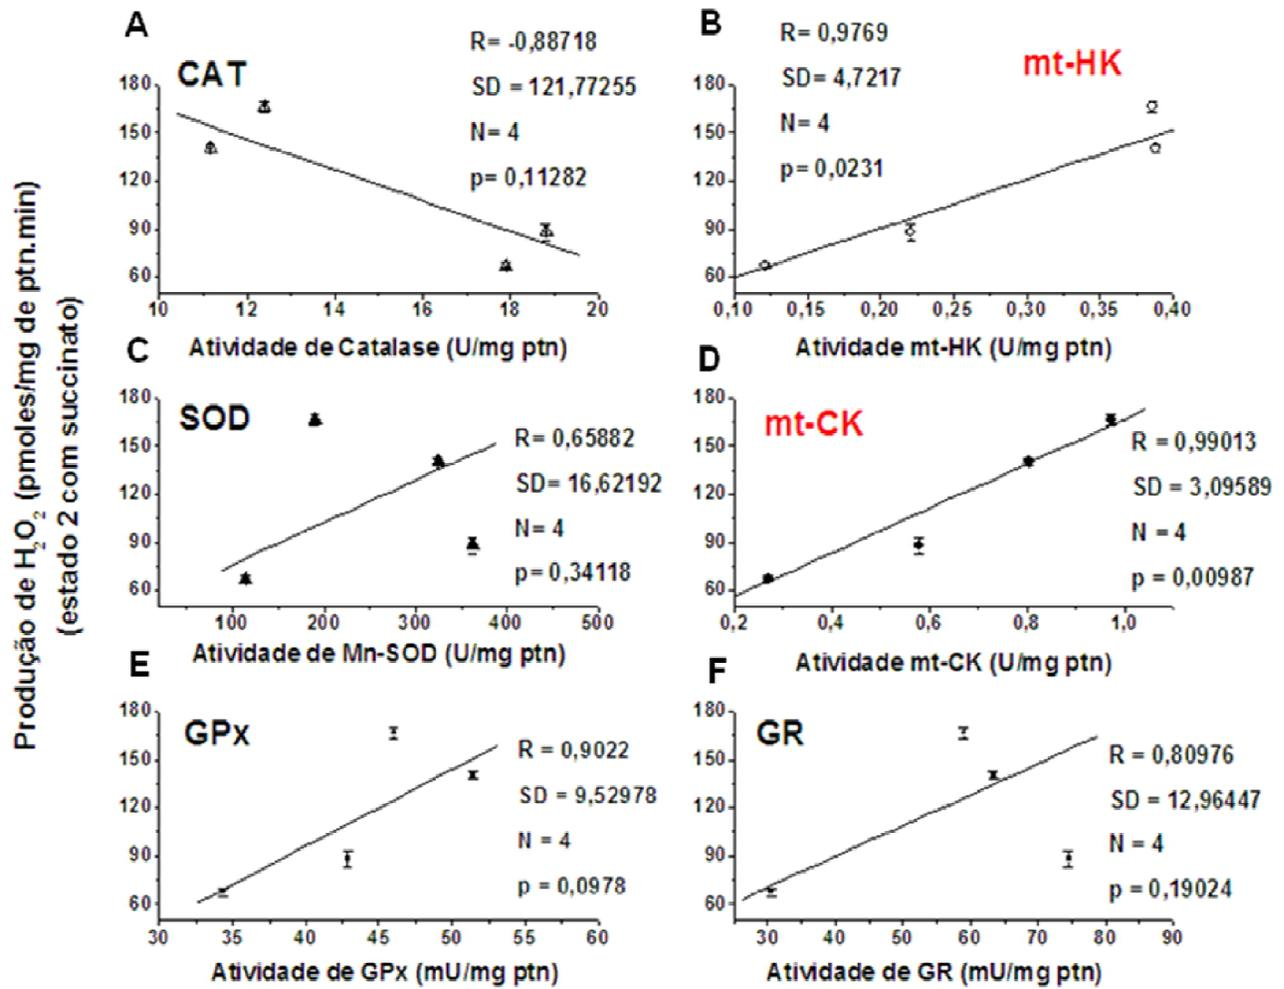 Produção de H2O2 (pmoles/mg de ptn.min)
(estado 2 com succinato)
A
CAT
R= -0,88718
SD = 121,77255
N= 4
p= 0,11282
180
150
120
90
60
10 12 14 16 18 20
Atividade de Catalase (U/mg ptn)
B
mt-HK
R= 0,9769
SD= 4,7217
N= 4
p= 0,0231
180
150
120
90
60
0,10 0,15 0,20 0,25 0,30 0,35 0,40
Atividade mt-HK (U/mg ptn)
C
SOD
R= 0,65882
SD= 16,62192
N= 4
p= 0,34118
180
150
120
90
60
100 200 300 400 500
Atividade de Mn-SOD (U/mg ptn)
D
mt-CK
R = 0,99013
SD = 3,09589
N = 4
p = 0,00987
180
150
120
90
60
0,2 0,4 0,6 0,8 1,0
Atividade mt-CK (U/mg ptn)
E
GPx
R = 0,9022
SD = 9,52978
N = 4
p = 0,0978
180
150
120
90
60
30 35 40 45 50 55 60
Atividade de GPx (mU/mg ptn)
F
GR
R = 0,80976
SD = 12,96447
N = 4
p = 0,19024
180
150
120
90
60
30 40 50 60 70 80 90
Atividade de GR (mU/mg ptn)